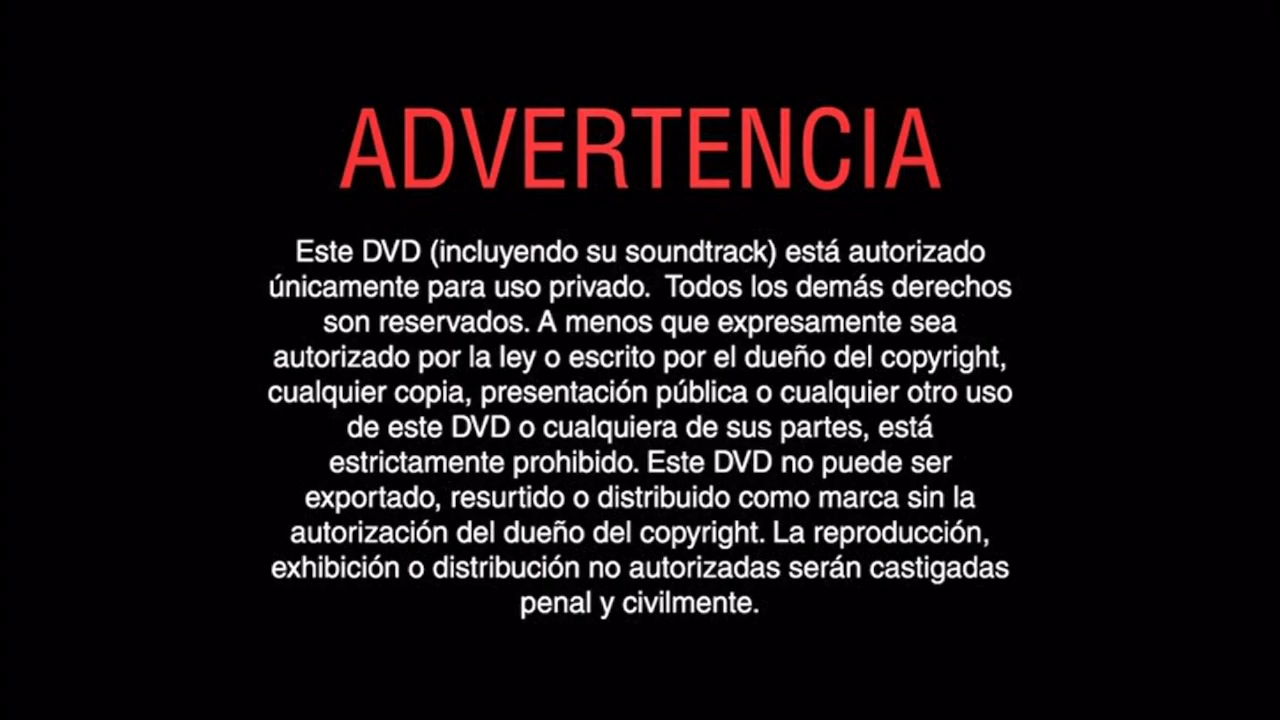 ADVERTENCIA
Este DVD (incluyendo su soundtrack) está autorizado
únicamente para uso privado.  Todos los demás derechos
son reservados. A menos que expresamente sea
autorizado por la ley o escrito por el dueño del copyright,
cualquier copia, presentación pública o cualquier otro uso
de este DVD o cualquiera de sus partes, está
estrictamente prohibido. Este DVD no puede ser
exportado, resurtido o distribuido como marca sin la
autorización del dueño del copyright. La reproducción,
exhibición o distribución no autorizadas serán castigadas
penal y civilmente.